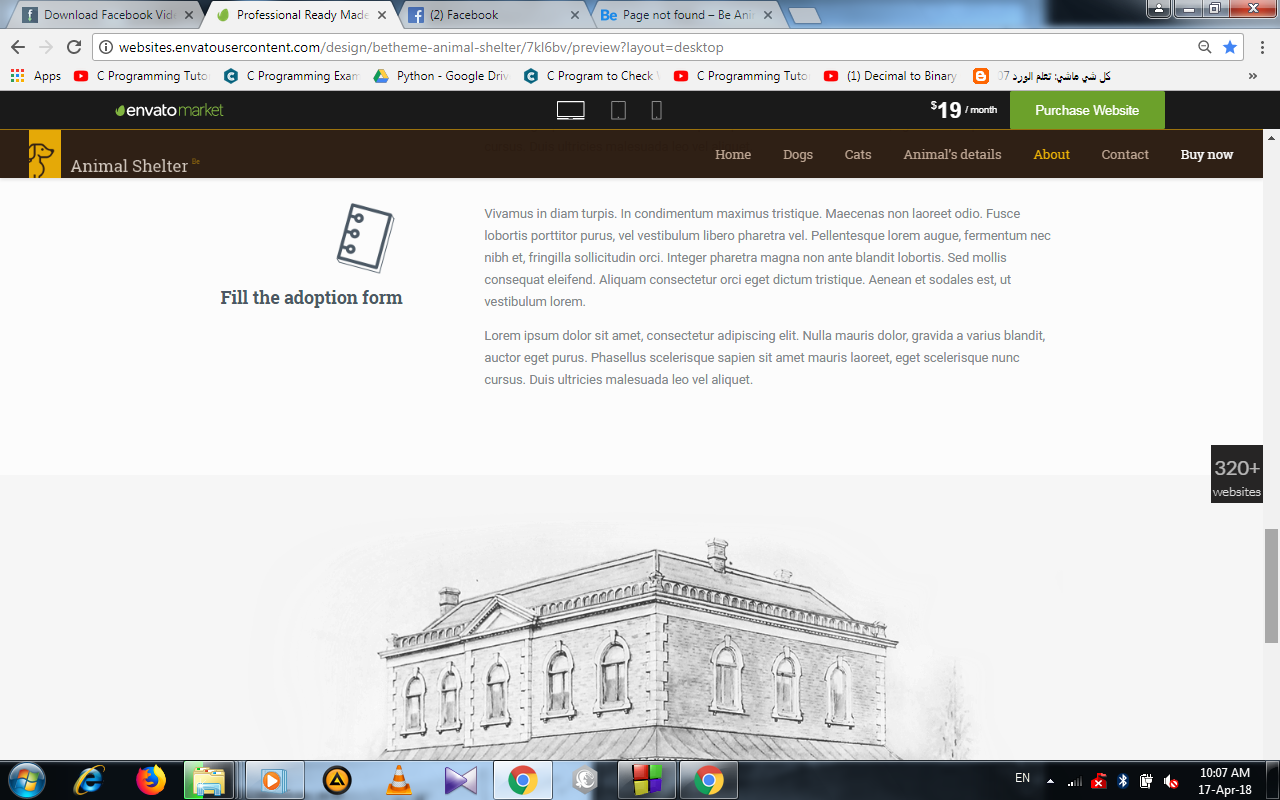 Download Facebook Vide
Professional Ready Made
(2) Facebook
Be Page not found – Be Ani
websites.envatousercontent.com/design/betheme-animal-shelter/7kl6bv/preview?layout=desktop
Apps C Programming Tuto C Programming Exam Python - Google Driv C Program to Check C Programming Tuto (1) Decimal to Binary كل شي هاشي: تعلم الورد 07 »
envatomarket
$19 / month Purchase Website
Animal Shelter Be
Home Dogs Cats Animal's details About Contact Buy now
Fill the adoption form
Vivamus in diam turpis. In condimentum maximus tristique. Maecenas non laoreet odio. Fusce
lobortis porttitor purus, vel vestibulum libero pharetra vel. Pellentesque lorem augue, fermentum nec
nibh et, fringilla sollicitudin orci. Integer pharetra magna non ante blandit lobortis. Sed mollis
consequat eleifend. Aliquam consectetur orci eget dictum tristique. Aenean et sodales est, ut
vestibulum lorem.
Lorem ipsum dolor sit amet, consectetur adipiscing elit. Nulla mauris dolor, gravida a varius blandit,
auctor eget purus. Phasellus scelerisque sapien sit amet mauris laoreet, eget scelerisque nunc
cursus. Duis ultricies malesuada leo vel aliquet.
320+
websites
EN
10:07 AM
17-Apr-18